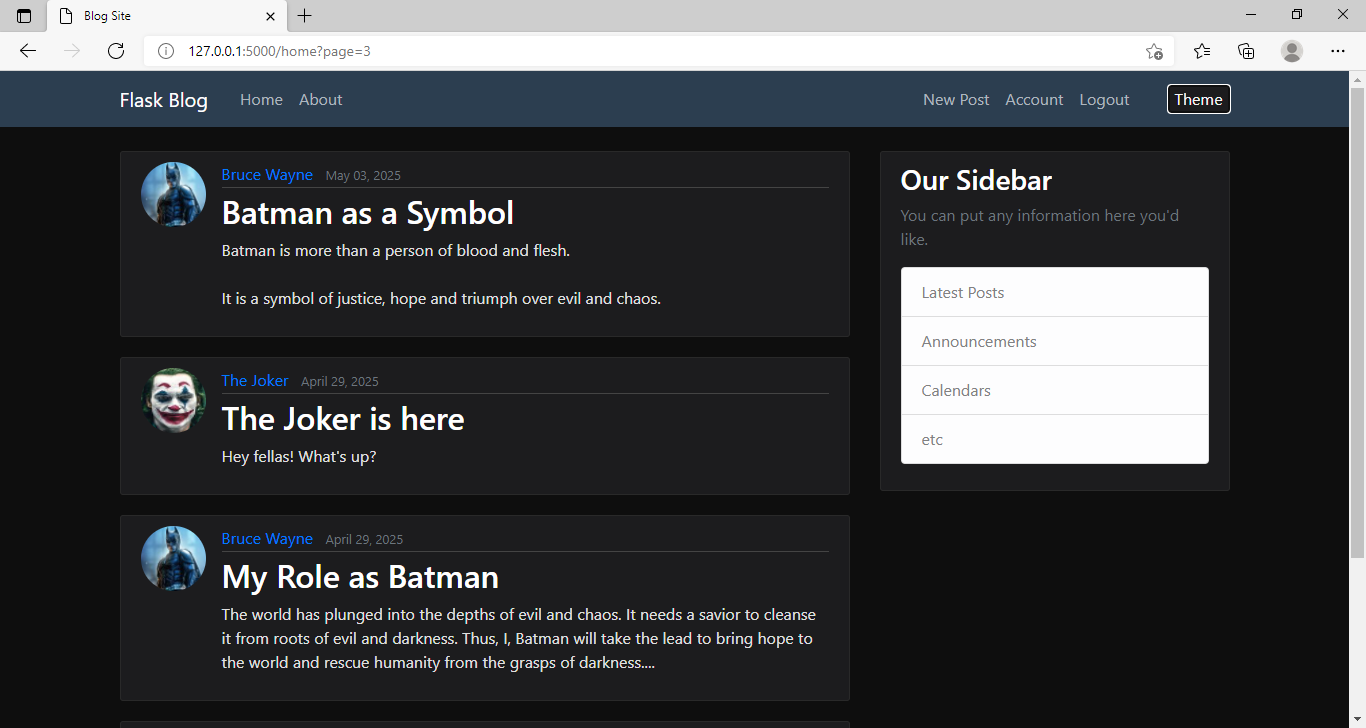 Blog Site
127.0.0.1:5000/home?page=3
Flask Blog Home About New Post Account Logout Theme
Bruce Wayne May 03, 2025
Batman as a Symbol
Batman is more than a person of blood and flesh.
It is a symbol of justice, hope and triumph over evil and chaos.
The Joker April 29, 2025
The Joker is here
Hey fellas! What's up?
Bruce Wayne April 29, 2025
My Role as Batman
The world has plunged into the depths of evil and chaos. It needs a savior to cleanse
it from roots of evil and darkness. Thus, I, Batman will take the lead to bring hope to
the world and rescue humanity from the grasps of darkness....
Our Sidebar
You can put any information here you'd
like.
Latest Posts
Announcements
Calendars
etc